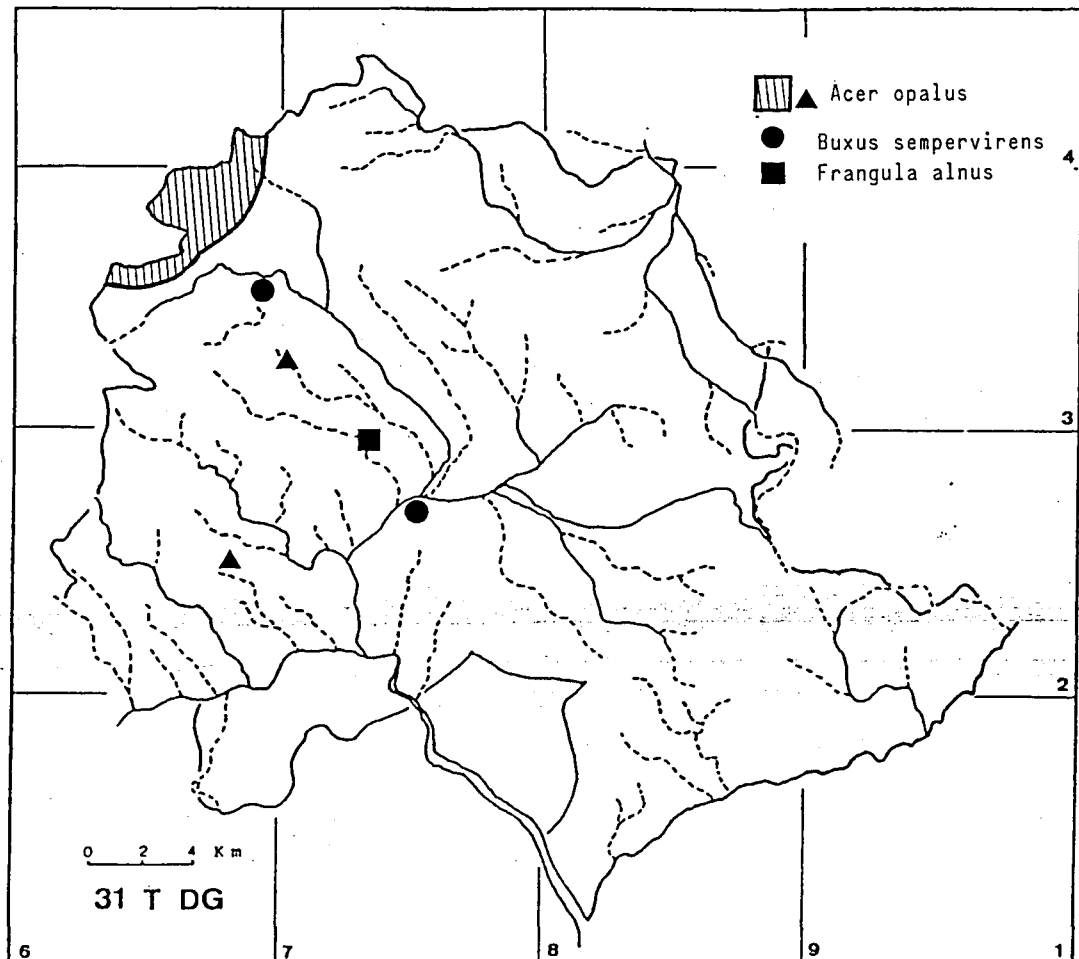 Acer opalus
Buxus sempervirens
Frangula alnus
4
3
2
0 2 4 Km
31 T DG
6 7 8 9 1